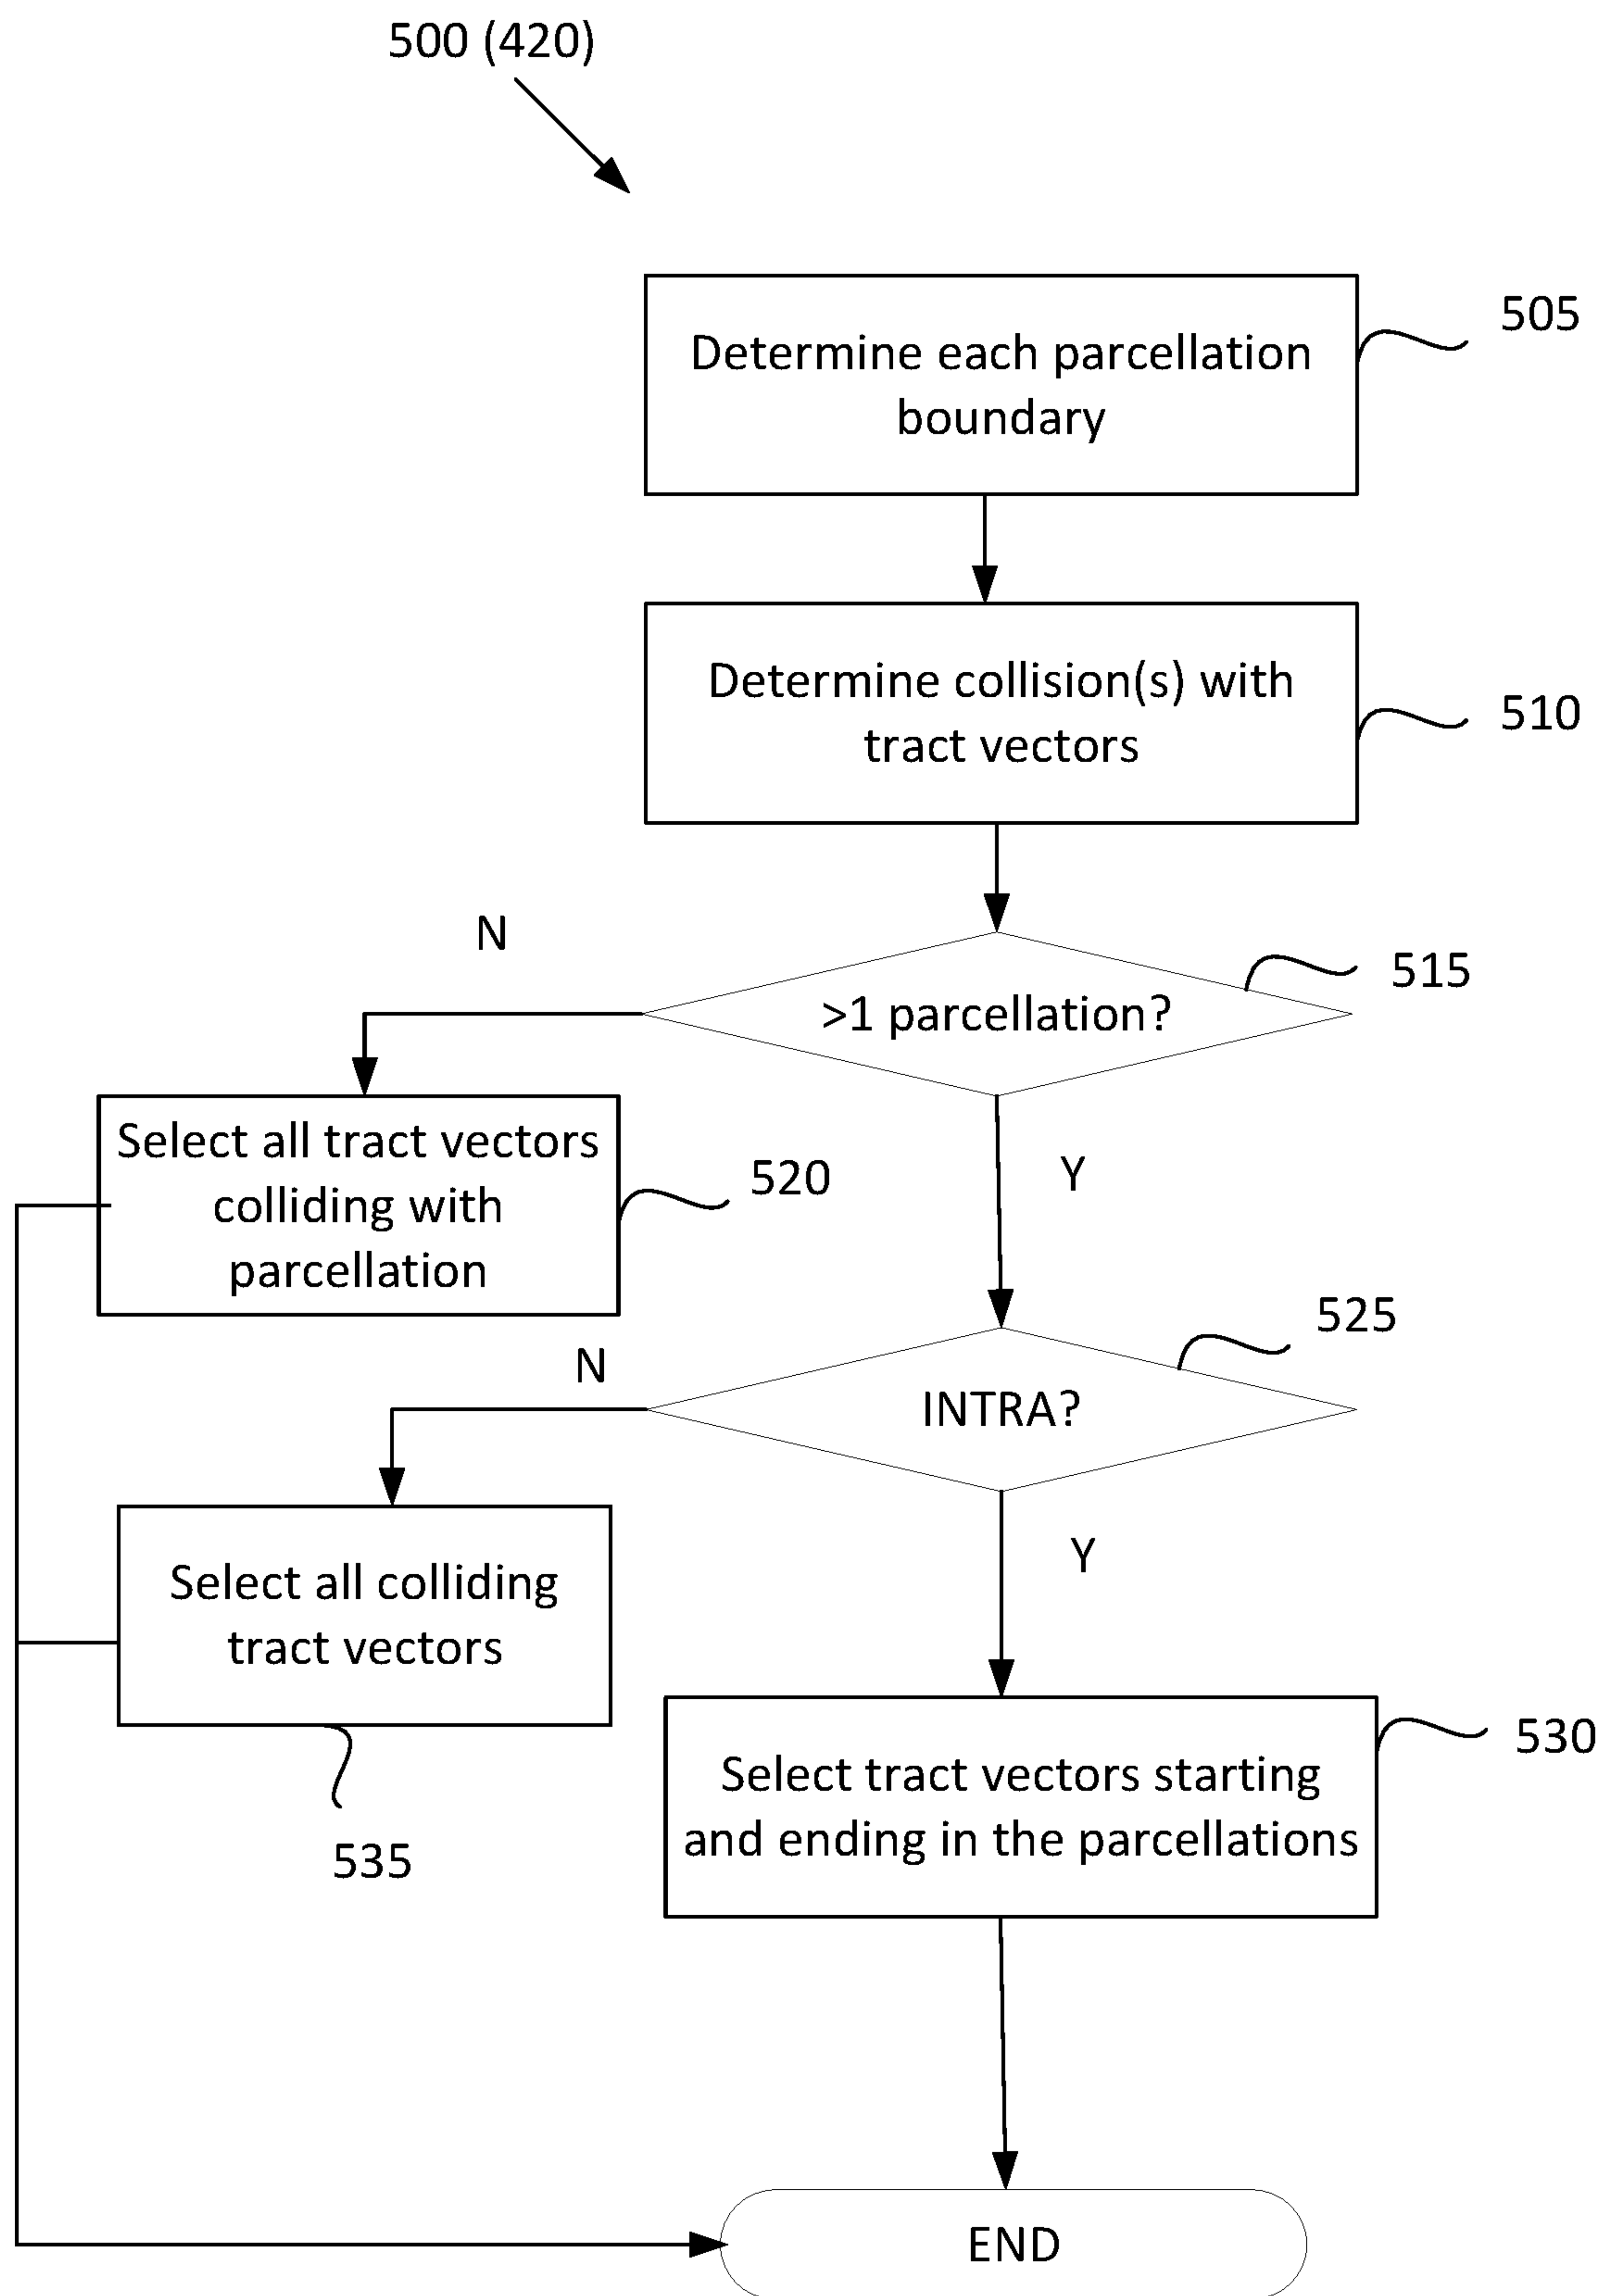 500 (420)
Determine each parcellation
boundary
505
Determine collision(s) with
tract vectors
510
N
>1 parcellation?
515
Select all tract vectors
colliding with
parcellation
520
Y
525
N
INTRA?
Select all colliding
tract vectors
535
Y
Select tract vectors starting
and ending in the parcellations
530
END